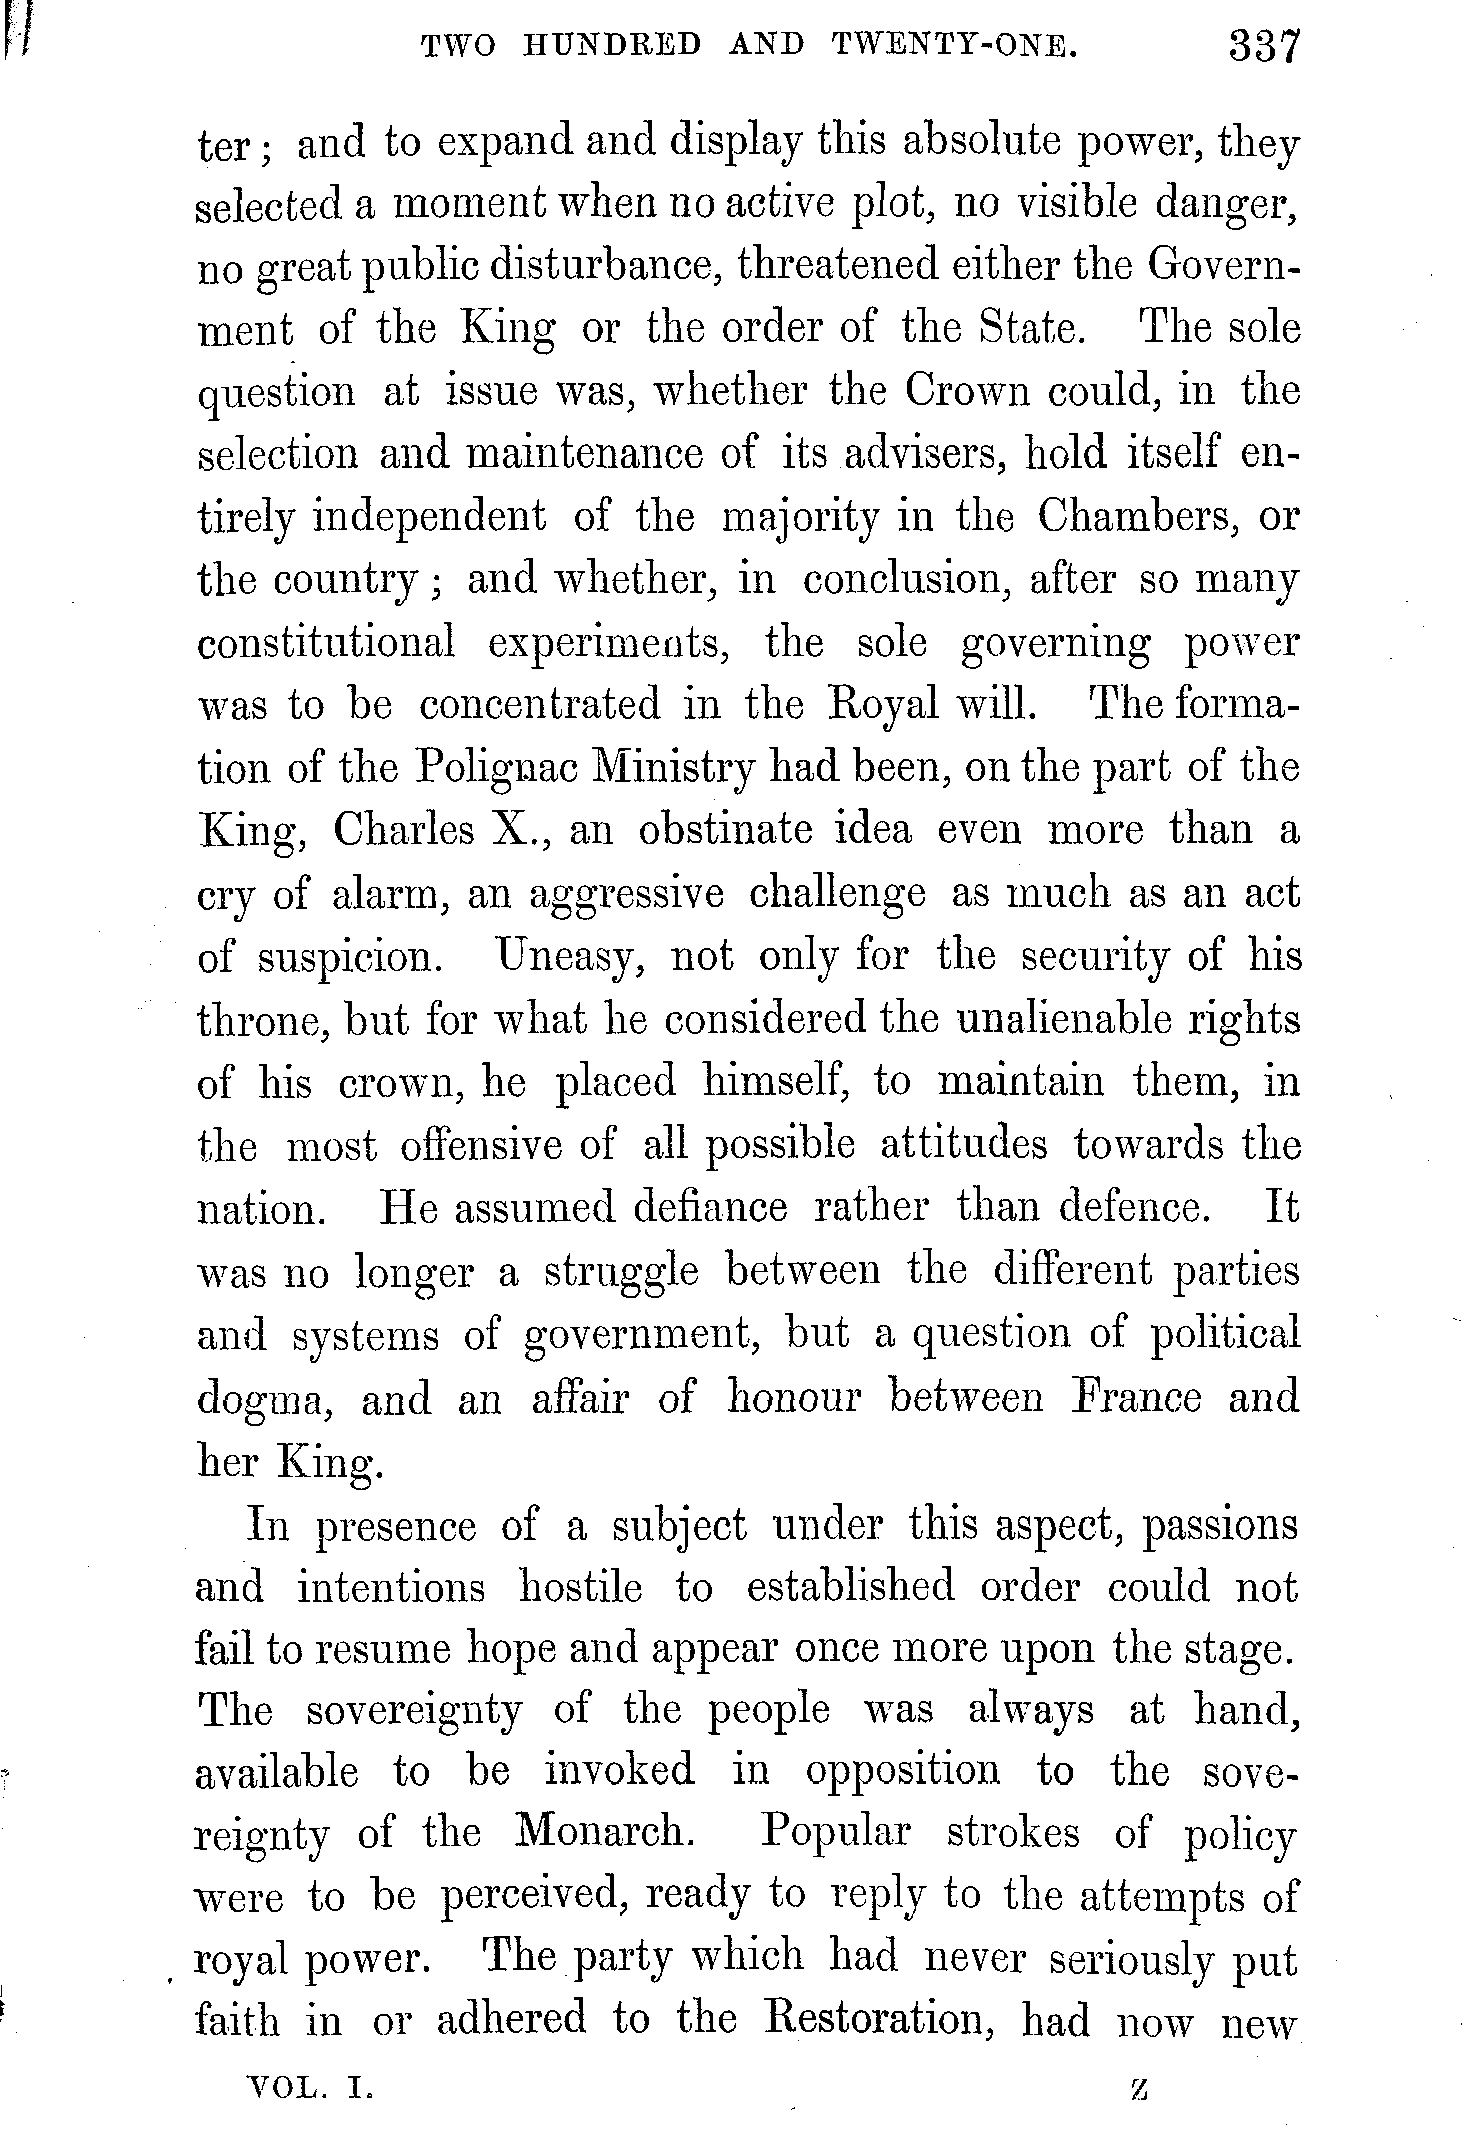 TWO HUNDRED AND TWENTY-ONE. 337
ter; and to expand and display this absolute power, they
selected a moment when no active plot, no visible danger,
no great public disturbance, threatened either the Govern-
ment of the King or the order of the State. The sole
question at issue was, whether the Crown could, in the
selection and maintenance of its advisers, hold itself en-
tirely independent of the majority in the Chambers, or
the country; and whether, in conclusion, after so many
constitutional experiments, the sole governing power
was to be concentrated in the Royal will. The forma-
tion of the Polignac Ministry had been, on the part of the
King, Charles X., an obstinate idea even more than a
cry of alarm, an aggressive challenge as much as an act
of suspicion. Uneasy, not only for the security of his
throne, but for what he considered the unalienable rights
of his crown, he placed himself, to maintain them, in
the most offensive of all possible attitudes towards the
nation. He assumed defiance rather than defence. It
was no longer a struggle between the different parties
and systems of government, but a question of political
dogma, and an affair of honour between France and
her King.
In presence of a subject under this aspect, passions
and intentions hostile to established order could not
fail to resume hope and appear once more upon the stage.
The sovereignty of the people was always at hand,
available to be invoked in opposition to the sove-
reignty of the Monarch. Popular strokes of policy
were to be perceived, ready to reply to the attempts of
royal power. The party which had never seriously put
faith in or adhered to the Restoration, had now new
VOL. I. Z